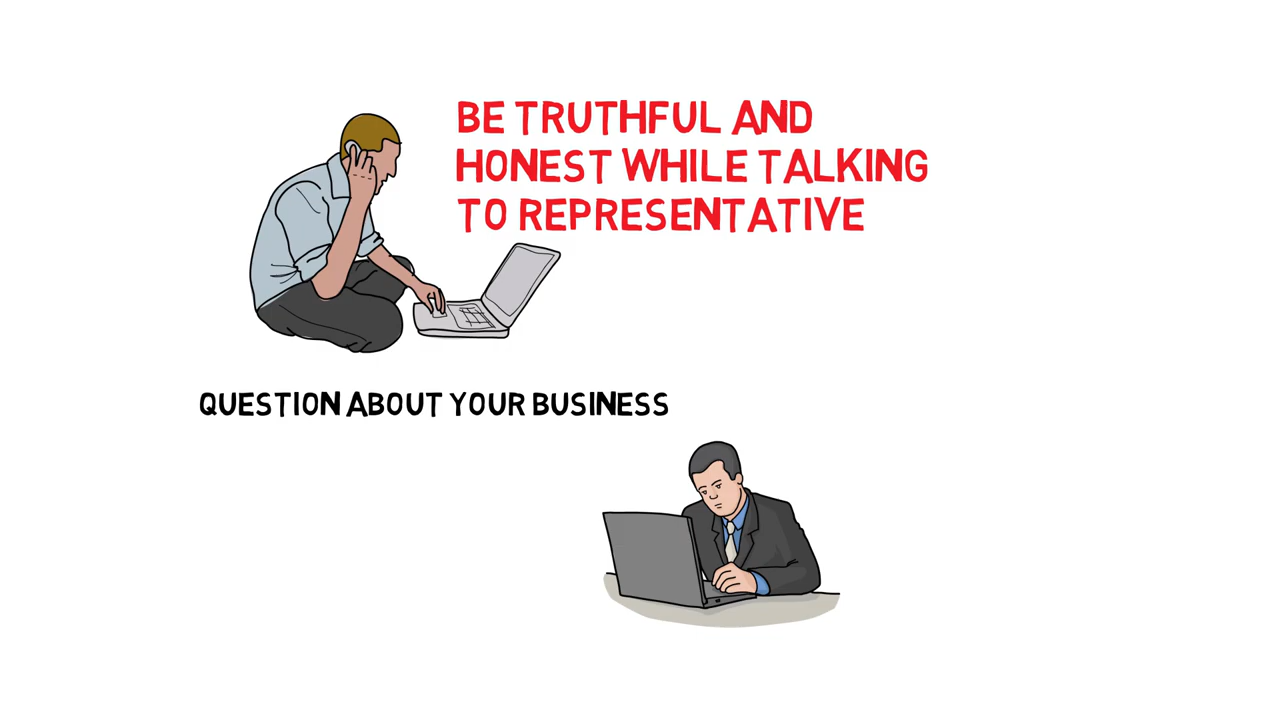 BE TRUTHFUL AND
HONEST WHILE TALKING
TO REPRESENTATIVE
QUESTION ABOUT YOUR BUSINESS